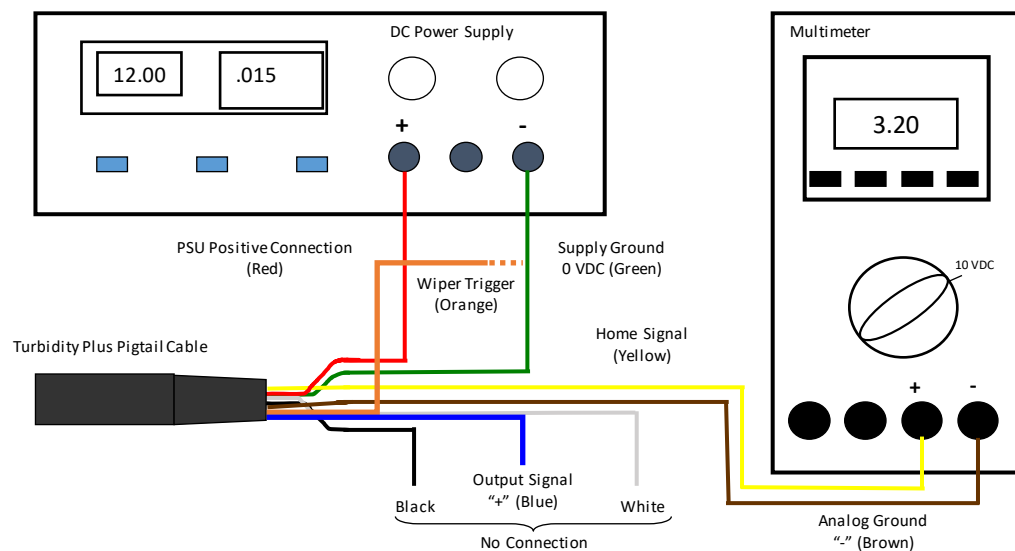 DC Power Supply
12.00
.015
+
-
Multimeter
3.20
10 VDC
+
-
PSU Positive Connection
(Red)
Supply Ground
0 VDC (Green)
Wiper Trigger
(Orange)
Home Signal
(Yellow)
Turbidity Plus Pigtail Cable
Black
Output Signal
“+” (Blue)
White
No Connection
Analog Ground
“-” (Brown)